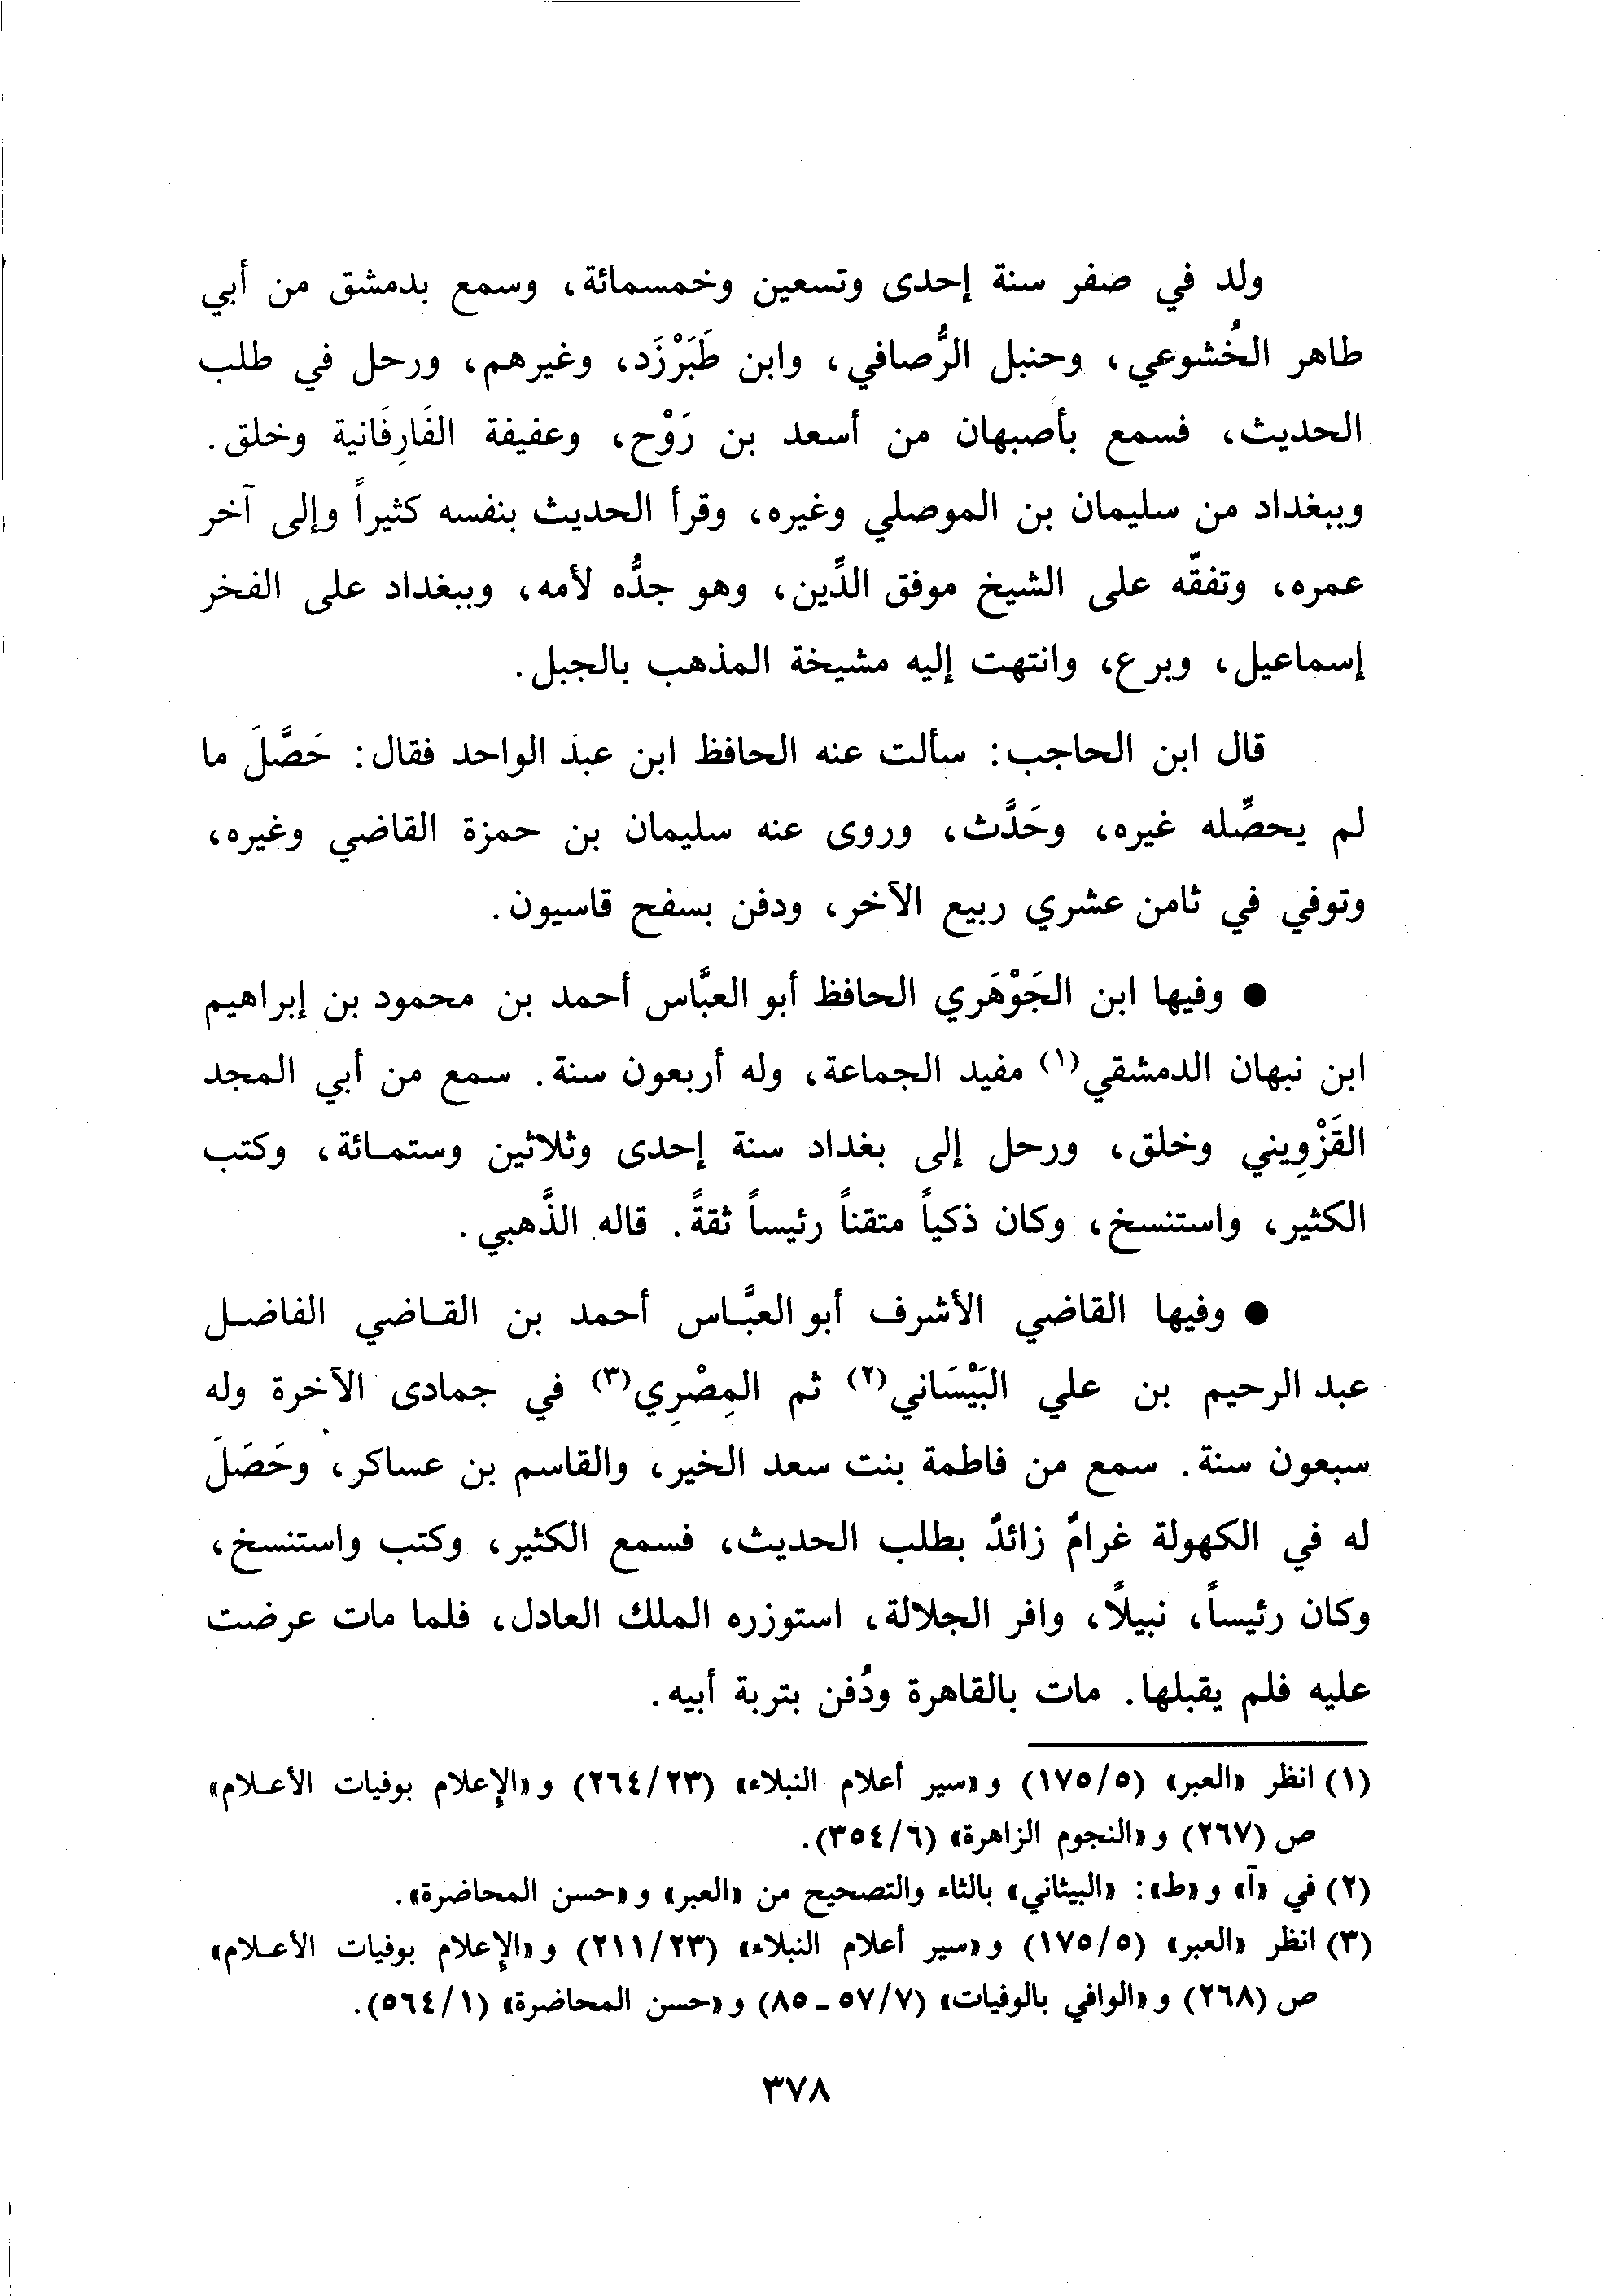 ولد في صفر سنة إحدى وتسعين وخمسمائة، وسمع بدمشق من أبي
طاهر الخُشوعي، وحنبل الرُّصافي، وابن طَبَرْزَد، وغيرهم، ورحل في طلب
الحديث، فسمع بأصبهان من أسعد بن رَوْح، وعفيفة الفَارِفَانية وخلق.
وببغداد من سليمان بن الموصلي وغيره، وقرأ الحديث بنفسه كثيراً وإلى آخر
عمره، وتفقّه على الشيخ موفق الدِّين، وهو جدُّه لأمه، وببغداد على الفخر
إسماعيل، وبرع، وانتهت إليه مشيخة المذهب بالجبل.
قال ابن الحاجب: سألت عنه الحافظ ابن عبد الواحد فقال: حَصَّلَ ما
لم يحصِّله غيره، وحَدَّث، وروى عنه سليمان بن حمزة القاضي وغيره،
وتوفي في ثامن عشري ربيع الآخر، ودفن بسفح قاسيون.
● وفيها ابن الجَوْهَري الحافظ أبو العبَّاس أحمد بن محمود بن إبراهيم
ابن نبهان الدمشقي(١) مفيد الجماعة، وله أربعون سنة. سمع من أبي المجد
القَزْوِيني وخلق، ورحل إلى بغداد سنة إحدى وثلاثين وستمـائة، وكتب
الكثير، واستنسخ، وكان ذكياً متقناً رئيساً ثقةً. قاله الذَّهبي.
● وفيها القاضي الأشرف أبو العبَّـاس أحمد بن القـاضي الفاضـل
عبد الرحيم بن علي البَيْسَاني(٢) ثم المِصْرِي(٣) في جمادى الآخرة وله
سبعون سنة. سمع من فاطمة بنت سعد الخير، والقاسم بن عساكر، وحَصَلَ
له في الكهولة غرامٌ زائدٌ بطلب الحديث، فسمع الكثير، وكتب واستنسخ،
وكان رئيساً، نبيلاً، وافر الجلالة، استوزره الملك العادل، فلما مات عرضت
عليه فلم يقبلها. مات بالقاهرة ودُفن بتربة أبيه.
(١) انظر «العبر» (١٧٥/٥) و«سير أعلام النبلاء» (٢٦٤/٢٣) و«الإعلام بوفيات الأعـلام»
ص (٢٦٧) و«النجوم الزاهرة» (٣٥٤/٦).
(٢) في «آ» و«ط»: «البيثاني» بالثاء والتصحيح من «العبر» و«حسن المحاضرة».
(٣) انظر «العبر» (١٧٥/٥) و«سير أعلام النبلاء» (٢١١/٢٣) و«الإعلام بوفيات الأعـلام»
ص (٢٦٨) و«الوافي بالوفيات» (٥٧/٧ ـ ٨٥) و«حسن المحاضرة» (٥٦٤/١).
٣٧٨